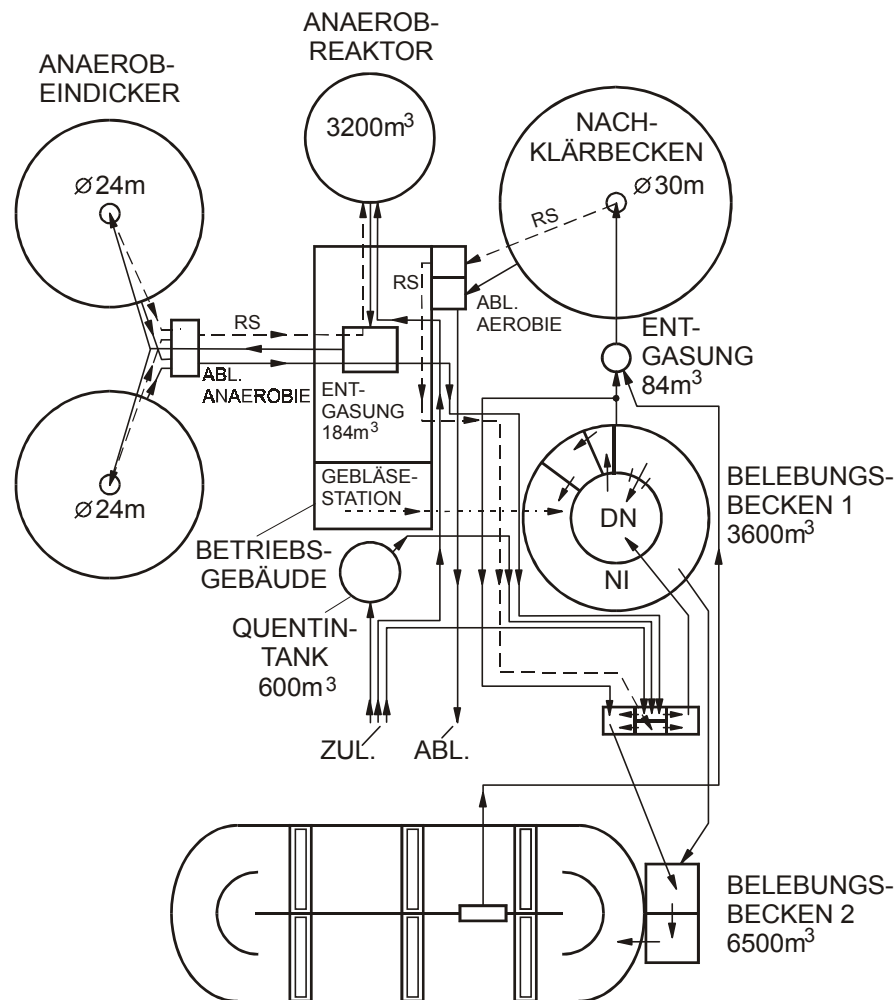 ANAEROB-
REAKTOR
3200m³
ANAEROB-
EINDICKER
⌀24m
⌀24m
NACH-
KLÄRBECKEN
⌀30m
RS
RS
RS
ABL.
AEROBIE
ABL.
ANAEROBIE
ENT-
GASUNG
184m³
ENT-
GASUNG
84m³
GEBLÄSE-
STATION
BETRIEBS-
GEBÄUDE
DN
NI
BELEBUNGS-
BECKEN 1
3600m³
QUENTIN-
TANK
600m³
ZUL.
ABL.
BELEBUNGS-
BECKEN 2
6500m³